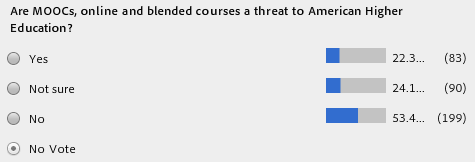 Are MOOCs, online and blended courses a threat to American Higher
Education?
Yes 22.3... (83)
Not sure 24.1... (90)
No 53.4... (199)
No Vote